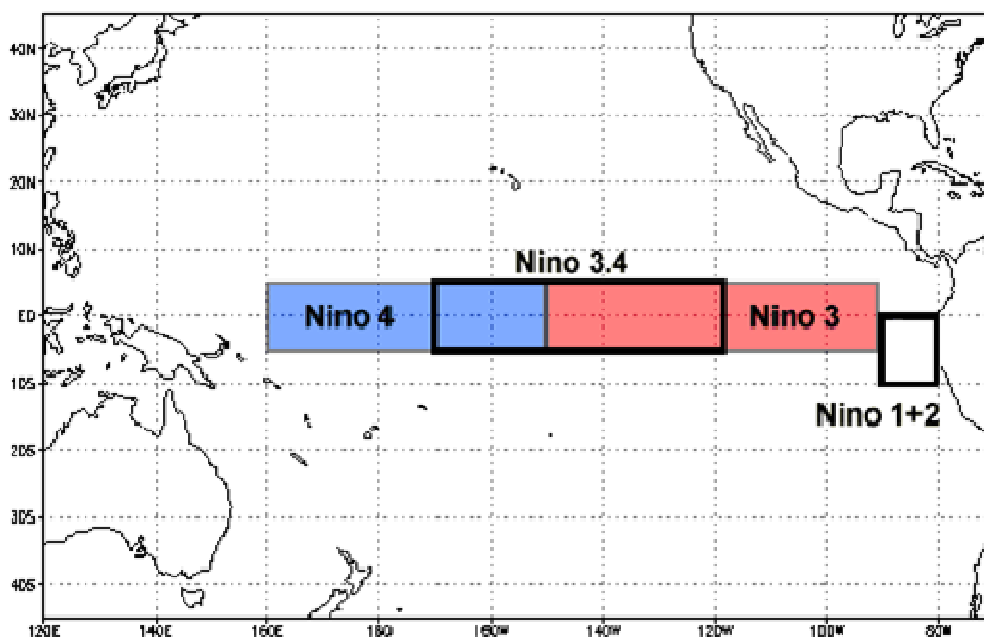 40N
30N
20N
10N
Nino 3.4
Nino 4
Nino 3
EQ
10S
Nino 1+2
20S
30S
40S
120E
140E
160E
180
160W
140W
120W
100W
80W